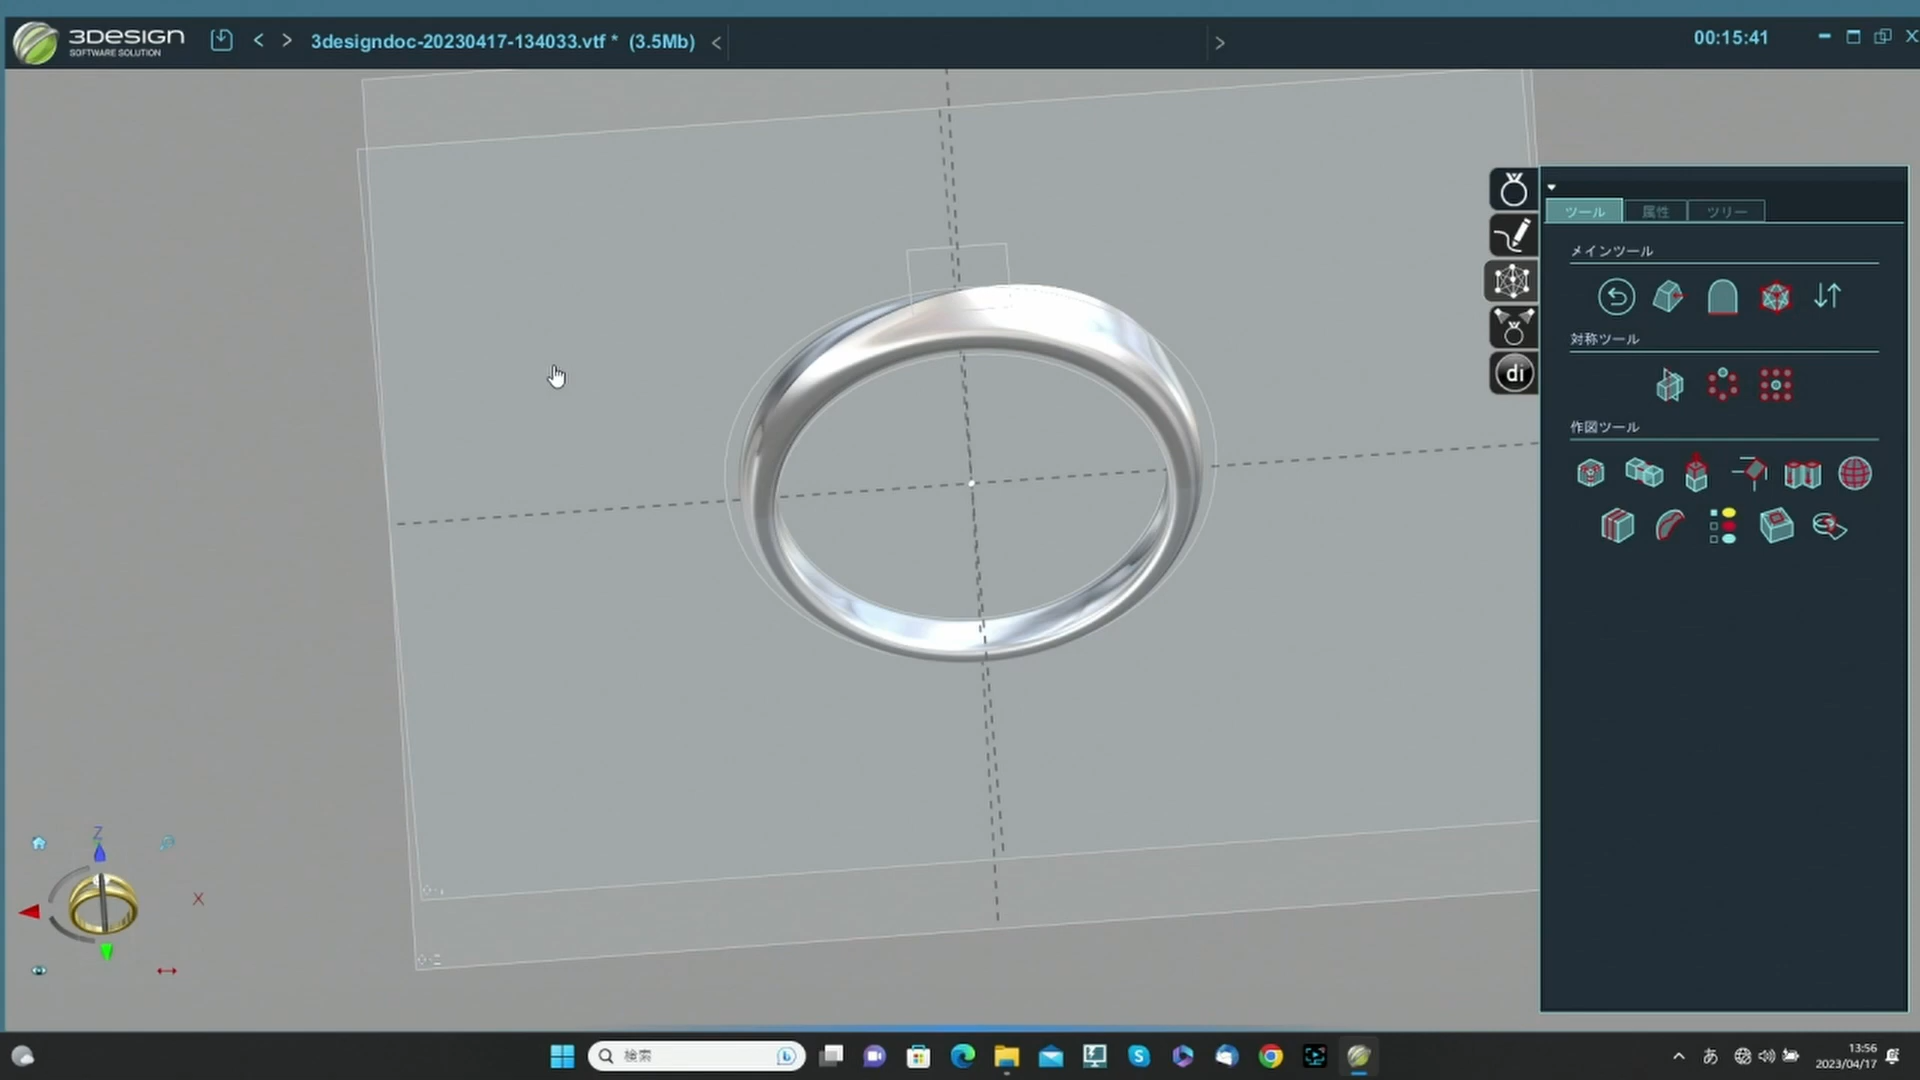 3DESIGN
SOFTWARE SOLUTION
3designdoc-20230417-134033.vtf * (3.5Mb)
00:15:41
ツール
属性
ツリー
メインツール
対称ツール
作図ツール
di
Z
X
検索
あ
13:56
2023/04/17